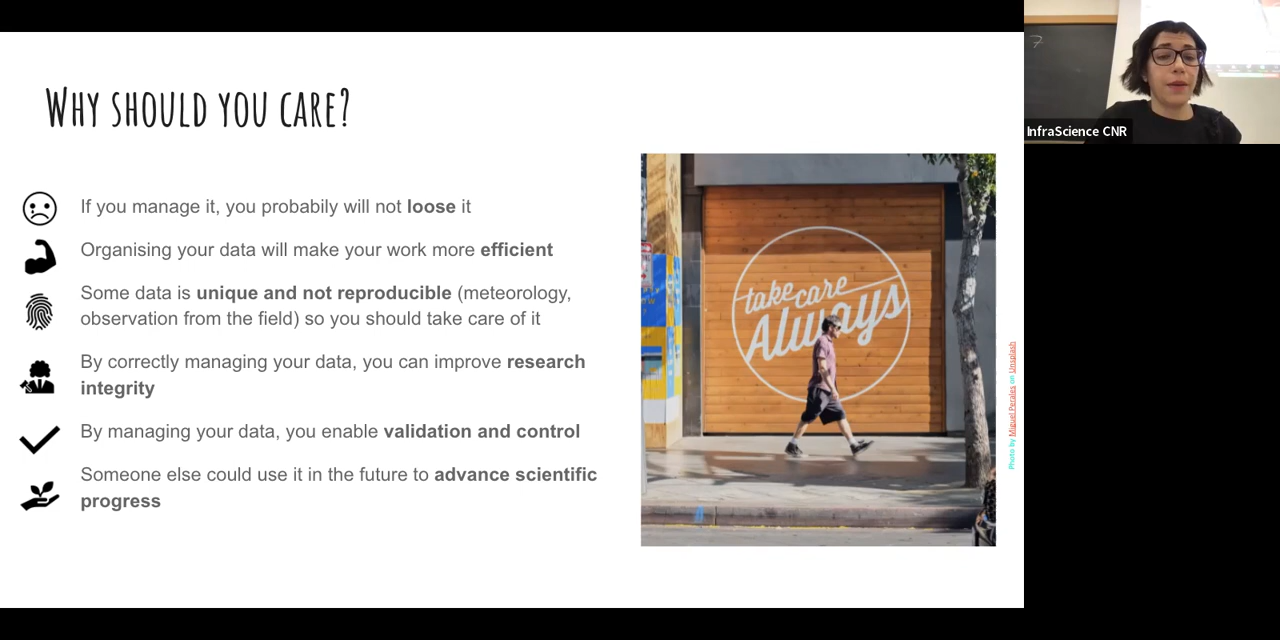 WHY SHOULD YOU CARE?
If you manage it, you probabily will not loose it
Organising your data will make your work more efficient
Some data is unique and not reproducible (meteorology,
observation from the field) so you should take care of it
By correctly managing your data, you can improve research
integrity
By managing your data, you enable validation and control
Someone else could use it in the future to advance scientific
progress
take care
Always
Photo by Miguel Perales on Unsplash
7
InfraScience CNR